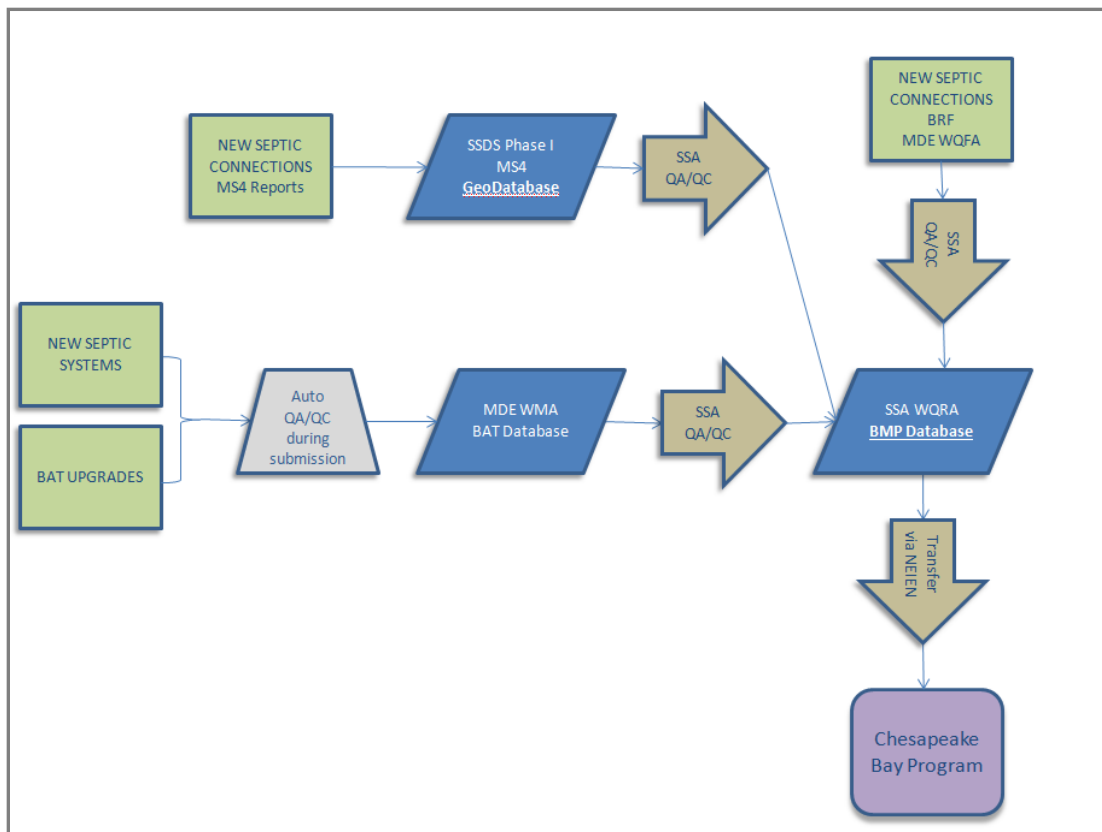 NEW SEPTIC
CONNECTIONS
BRF
MDE WQFA
NEW SEPTIC
CONNECTIONS
MS4 Reports
SSDS Phase I
MS4
GeoDatabase
SSA
QA/QC
SSA
QA/QC
NEW SEPTIC
SYSTEMS
BAT UPGRADES
Auto
QA/QC
during
submission
MDE WMA
BAT Database
SSA
QA/QC
SSA WQRA
BMP Database
Transfer
via NEIEN
Chesapeake
Bay Program